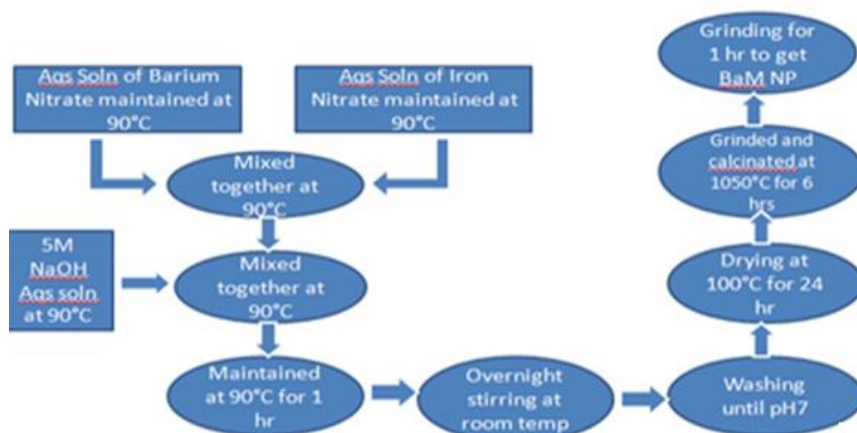 Aqs Soln of Barium
Nitrate maintained at
90°C
Aqs Soln of Iron
Nitrate maintained at
90°C
Mixed
together at
90°C
5M
NaOH
Aqs soln
at 90°C
Mixed
together at
90°C
Maintained
at 90°C for 1
hr
Overnight
stirring at
room temp
Washing
until pH7
Drying at
100°C for 24
hr
Grinded and
calcinated at
1050°C for 6
hrs
Grinding for
1 hr to get
BaM NP